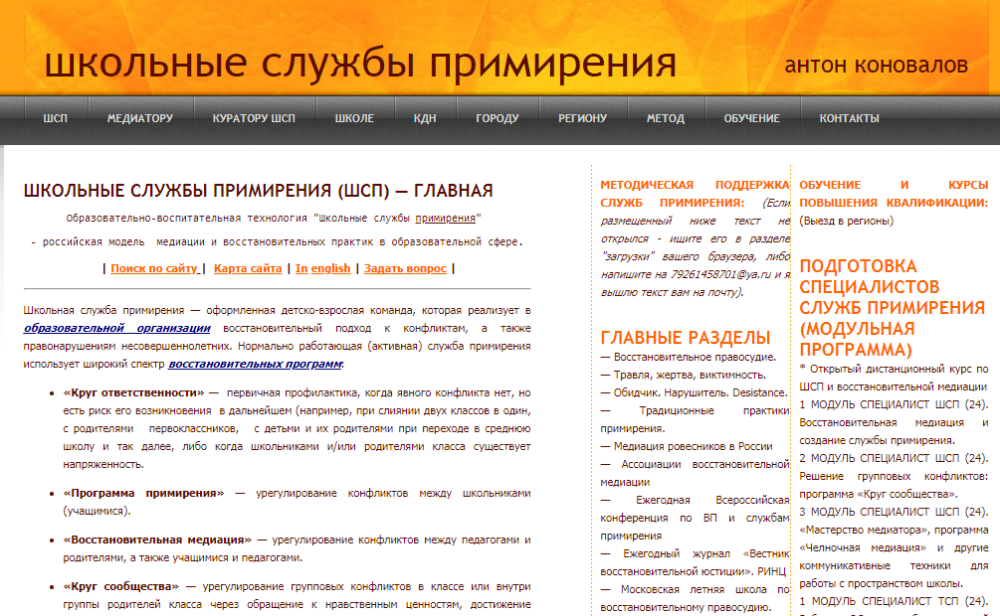 школьные службы примирения
антон коновалов
ШСП МЕДИАТОРУ КУРАТОРУ ШСП ШКОЛЕ КДН ГОРОДУ РЕГИОНУ МЕТОД ОБУЧЕНИЕ КОНТАКТЫ
ШКОЛЬНЫЕ СЛУЖБЫ ПРИМИРЕНИЯ (ШСП) — ГЛАВНАЯ
Образовательно-воспитательная технология "Школьные службы примирения"
- российская модель медиации и восстановительных практик в образовательной сфере.
| Поиск по сайту | Карта сайта | In english | Задать вопрос |
Школьная служба примирения — оформленная детско-взрослая команда, которая реализует в
образовательной организации восстановительный подход к конфликтам, а также
правонарушениям несовершеннолетних. Нормально работающая (активная) служба примирения
использует широкий спектр восстановительных программ:
• «Круг ответственности» — первичная профилактика, когда явного конфликта нет, но
есть риск его возникновения в дальнейшем (например, при слиянии двух классов в один,
с родителями первоклассников, с детьми и их родителями при переходе в среднюю
школу и так далее, либо когда школьниками и/или родителями класса существует
напряженность.
• «Программа примирения» — урегулирование конфликтов между школьниками
(учащимися).
• «Восстановительная медиация» — урегулирование конфликтов между педагогами и
родителями, а также учащимися и педагогами.
• «Круг сообщества» — урегулирование групповых конфликтов в классе или внутри
группы родителей класса через обращение к нравственным ценностям, достижение
МЕТОДИЧЕСКАЯ ПОДДЕРЖКА
СЛУЖБ ПРИМИРЕНИЯ: (Если
размещенный ниже текст не
открылся - ищите его в разделе
"загрузки" вашего браузера, либо
напишите на 79261458701@ya.ru и я
вышлю текст вам на почту).
ГЛАВНЫЕ РАЗДЕЛЫ
— Восстановительное правосудие.
— Травля, жертва, виктимность.
— Обидчик. Нарушитель. Desistance.
— Традиционные практики
примирения.
— Медиация ровесников в России
— Ассоциации восстановительной
медиации
— Ежегодная Всероссийская
конференция по ВП и службам
примирения
— Ежегодный журнал «Вестник
восстановительной юстиции». РИНЦ
— Московская летняя школа по
восстановительному правосудию.
ОБУЧЕНИЕ И КУРСЫ
ПОВЫШЕНИЯ КВАЛИФИКАЦИИ:
(Выезд в регионы)
ПОДГОТОВКА
СПЕЦИАЛИСТОВ
СЛУЖБ ПРИМИРЕНИЯ
(МОДУЛЬНАЯ
ПРОГРАММА)
* Открытый дистанционный курс по
ШСП и восстановительной медиации
1 МОДУЛЬ СПЕЦИАЛИСТ ШСП (24).
Восстановительная медиация и
создание службы примирения.
2 МОДУЛЬ СПЕЦИАЛИСТ ШСП (24).
Решение групповых конфликтов:
программа «Круг сообщества».
3 МОДУЛЬ СПЕЦИАЛИСТ ШСП (24).
«Мастерство медиатора», программа
«Челночная медиация» и другие
коммуникативные техники для
работы с пространством школы.
1 МОДУЛЬ СПЕЦИАЛИСТ ТСП (24).